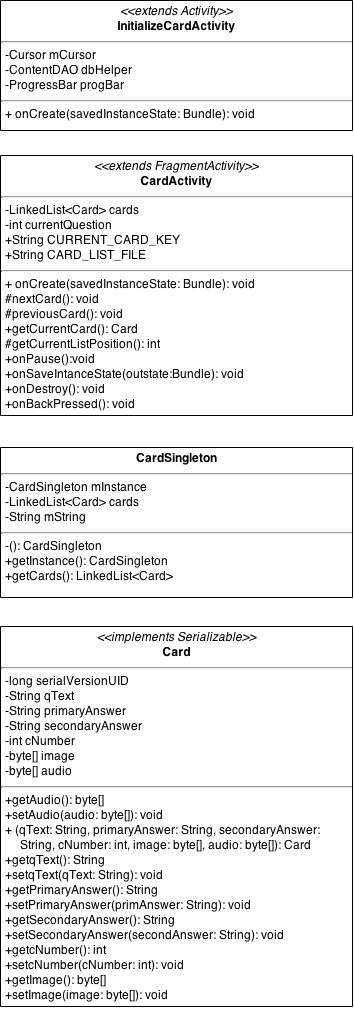 <<extends Activity>>
InitializeCardActivity
-Cursor mCursor
-ContentDAO dbHelper
-ProgressBar progBar
+ onCreate(savedInstanceState: Bundle): void
<<extends FragmentActivity>>
CardActivity
-LinkedList<Card> cards
-int currentQuestion
+String CURRENT_CARD_KEY
+String CARD_LIST_FILE
+ onCreate(savedInstanceState: Bundle): void
#nextCard(): void
#previousCard(): void
+getCurrentCard(): Card
#getCurrentListPosition(): int
+onPause():void
+onSaveIntanceState(outstate:Bundle): void
+onDestroy(): void
+onBackPressed(): void
CardSingleton
-CardSingleton mInstance
-LinkedList<Card> cards
-String mString
-(): CardSingleton
+getInstance(): CardSingleton
+getCards(): LinkedList<Card>
<<implements Serializable>>
Card
-long serialVersionUID
-String qText
-String primaryAnswer
-String secondaryAnswer
-int cNumber
-byte[] image
-byte[] audio
+getAudio(): byte[]
+setAudio(audio: byte[]): void
+ (qText: String, primaryAnswer: String, secondaryAnswer:
String, cNumber: int, image: byte[], audio: byte[]): Card
+getqText(): String
+setqText(qText: String): void
+getPrimaryAnswer(): String
+setPrimaryAnswer(primAnswer: String): void
+getSecondaryAnswer(): String
+setSecondaryAnswer(secondAnswer: String): void
+getcNumber(): int
+setcNumber(cNumber: int): void
+getImage(): byte[]
+setImage(image: byte[]): void